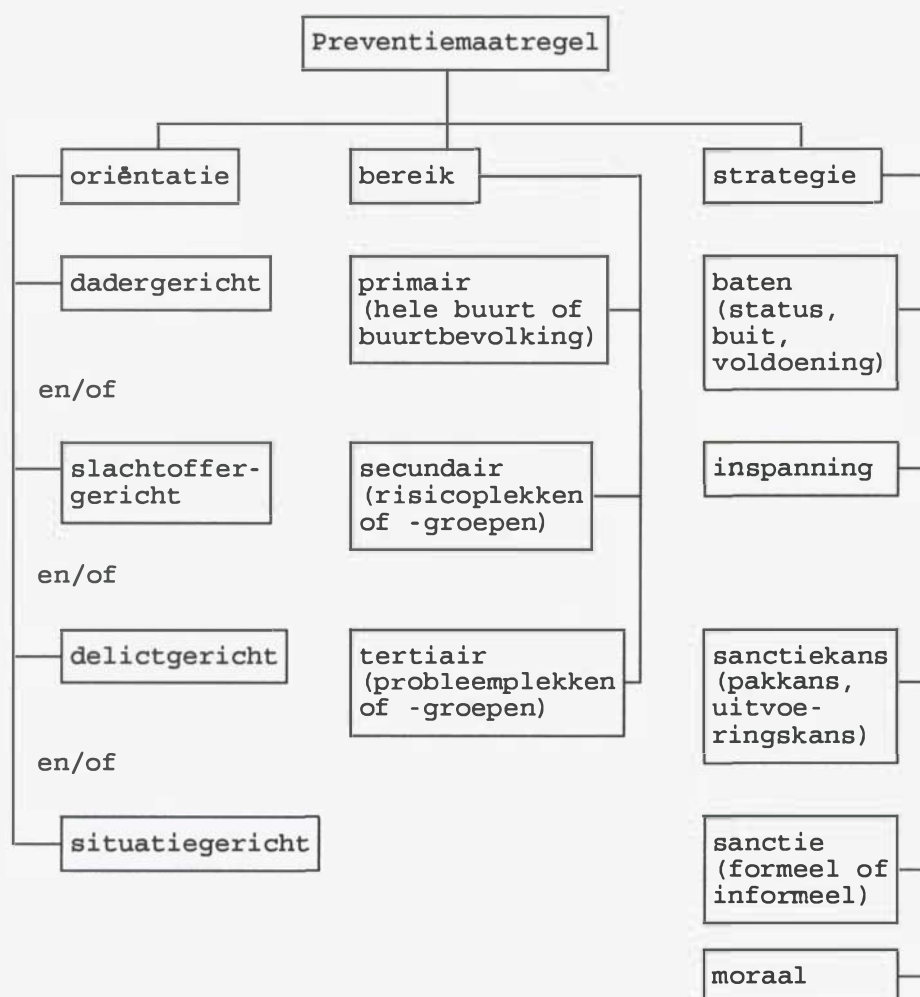 Preventiemaatregel
oriëntatie
dadergericht
en/of
slachtoffer-
gericht
en/of
delictgericht
en/of
situatiegericht
bereik
primair
(hele buurt of
buurtbevolking)
secundair
(risicoplekken
of -groepen)
tertiair
(probleemplekken
of -groepen)
strategie
baten
(status,
buit,
voldoening)
inspanning
sanctiekans
(pakkans,
uitvoe-
ringskans)
sanctie
(formeel of
informeel)
moraal